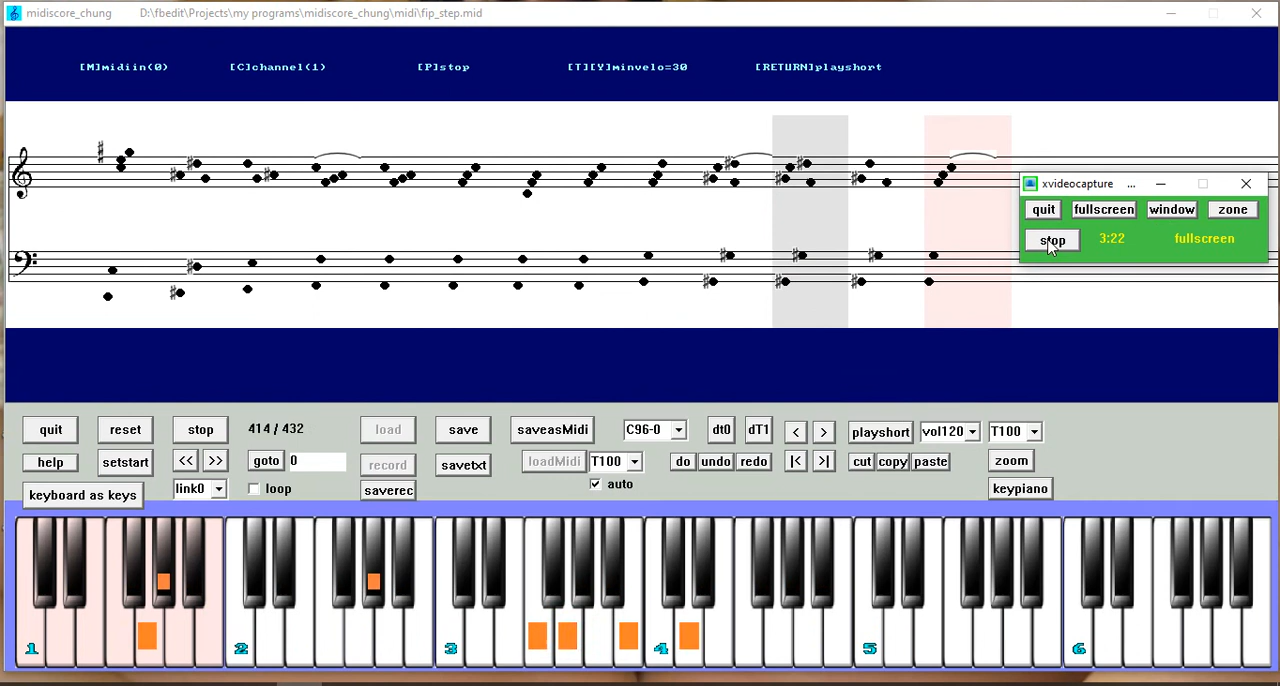 midiscore_chung D:\fbedit\Projects\my programs\midiscore_chung\midi\fip_step.mid
[M]midiin(0) [C]channel(1) [P]stop [T][Y]minvelo=30 [RETURN]playshort
xvideocapture ...
quit fullscreen window zone
stop 3:22 fullscreen
quit reset stop 414 / 432 load save saveasMidi C96-0 dt0 dT1 < > playshort vol120 T100
help setstart << >> goto 0 record savetxt loadMidi T100 do undo redo |< >| cut copy paste zoom
keyboard as keys link0 loop saverec auto keypiano
1 2 3 4 5 6